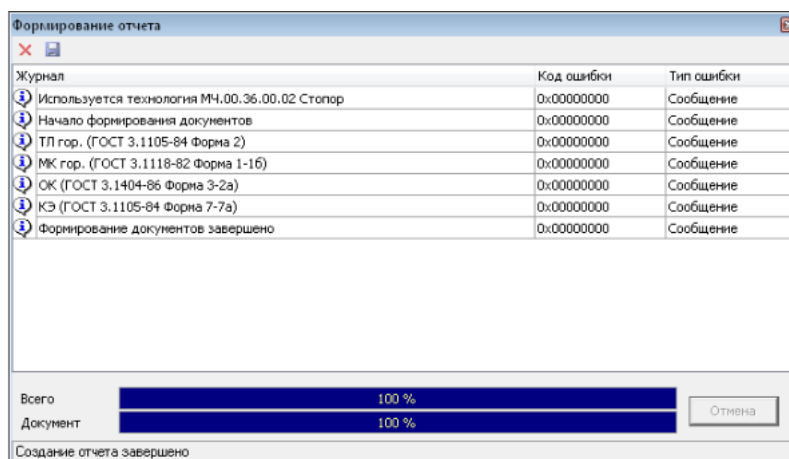 Формирование отчета
Журнал Код ошибки Тип ошибки
Используется технология МЧ.00.36.00.02 Стопор 0x00000000 Сообщение
Начало формирования документов 0x00000000 Сообщение
ТЛ гор. (ГОСТ 3.1105-84 Форма 2) 0x00000000 Сообщение
МК гор. (ГОСТ 3.1118-82 Форма 1-1б) 0x00000000 Сообщение
ОК (ГОСТ 3.1404-86 Форма 3-2а) 0x00000000 Сообщение
КЭ (ГОСТ 3.1105-84 Форма 7-7а) 0x00000000 Сообщение
Формирование документов завершено 0x00000000 Сообщение
Всего 100 %
Отмена
Документ 100 %
Создание отчета завершено